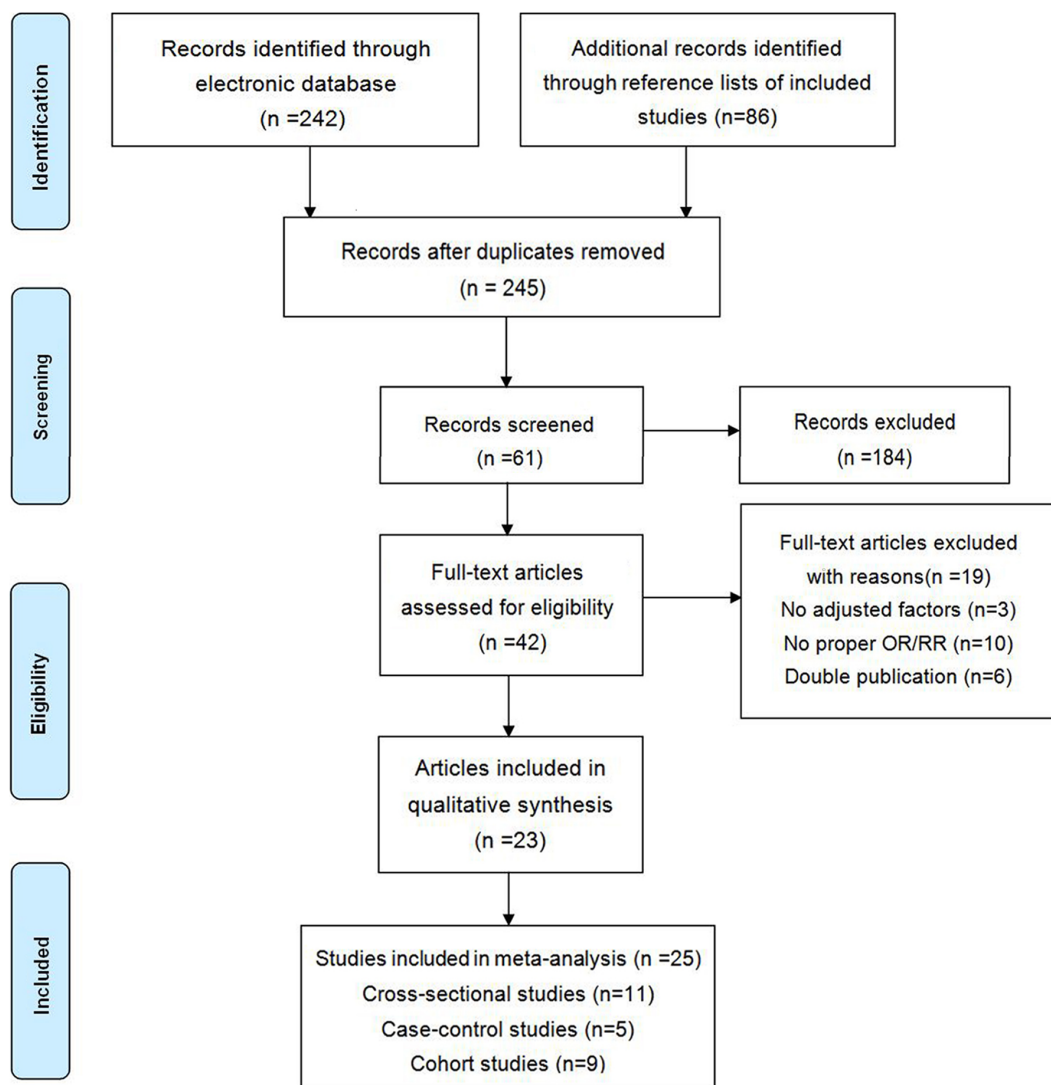 Identification
Records identified through
electronic database
(n =242)
Additional records identified
through reference lists of included
studies (n=86)
Records after duplicates removed
(n = 245)
Screening
Records screened
(n =61)
Records excluded
(n =184)
Eligibility
Full-text articles
assessed for eligibility
(n =42)
Full-text articles excluded
with reasons(n =19)
No adjusted factors (n=3)
No proper OR/RR (n=10)
Double publication (n=6)
Articles included in
qualitative synthesis
(n =23)
Included
Studies included in meta-analysis (n =25)
Cross-sectional studies (n=11)
Case-control studies (n=5)
Cohort studies (n=9)